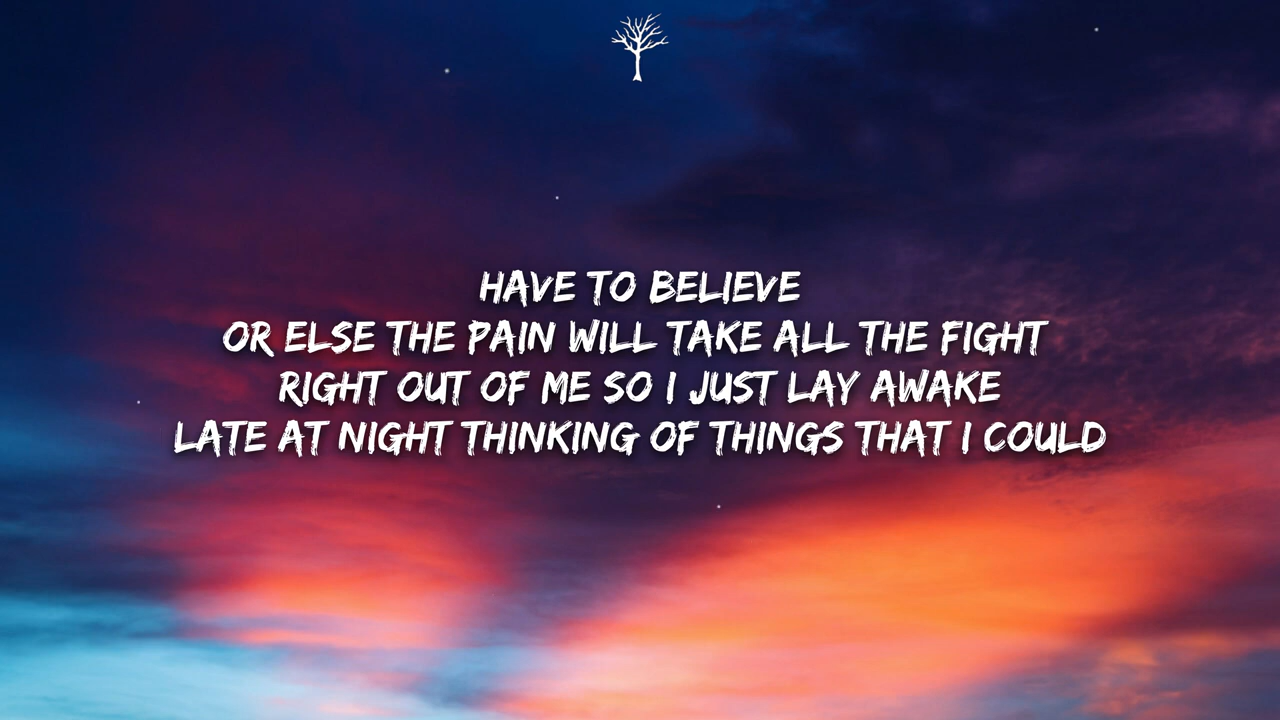 HAVE TO BELIEVE
OR ELSE THE PAIN WILL TAKE ALL THE FIGHT
RIGHT OUT OF ME SO I JUST LAY AWAKE
LATE AT NIGHT THINKING OF THINGS THAT I COULD